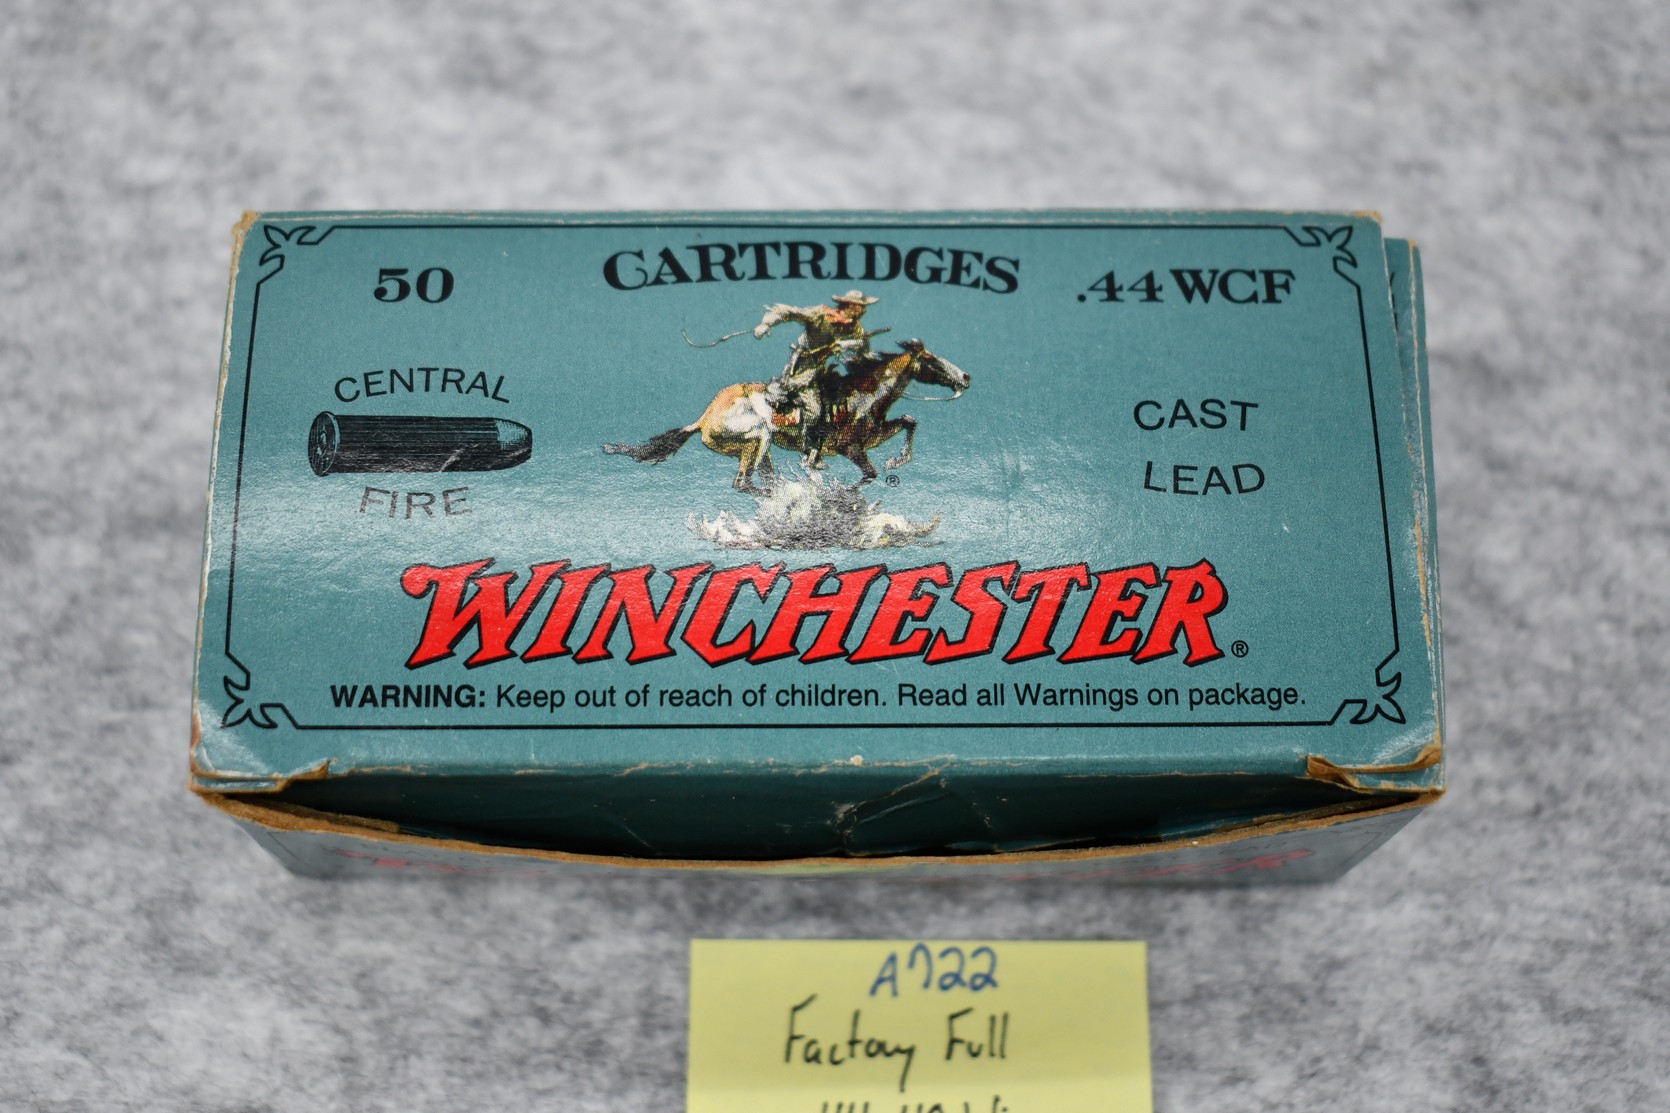 50 CARTRIDGES .44 WCF
CENTRAL
FIRE
CAST
LEAD
®
WINCHESTER®
WARNING: Keep out of reach of children. Read all Warnings on package.
A722
Factory Full